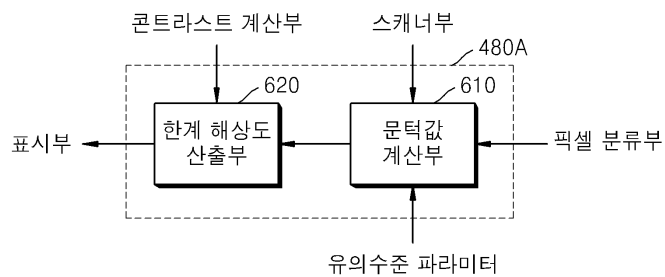 콘트라스트 계산부
스캐너부
480A
620
610
한계 해상도
산출부
문턱값
계산부
표시부
픽셀 분류부
유의수준 파라미터